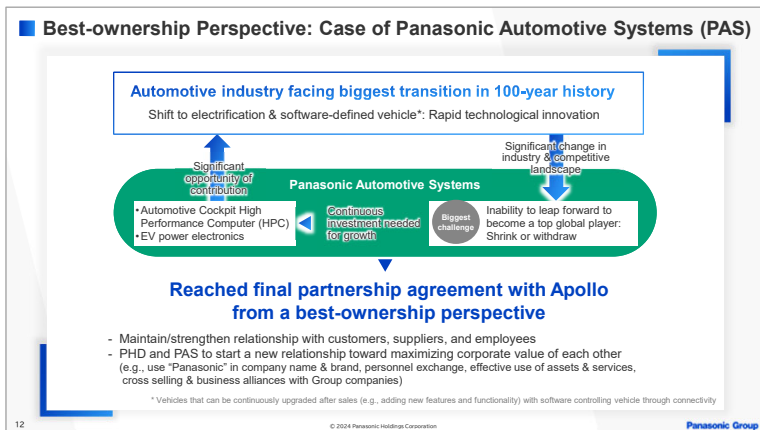 Best-ownership Perspective: Case of Panasonic Automotive Systems (PAS)
Automotive industry facing biggest transition in 100-year history
Shift to electrification & software-defined vehicle*: Rapid technological innovation
Significant
opportunity of
contribution
Significant change in
industry & competitive
landscape
Panasonic Automotive Systems
•Automotive Cockpit High
Performance Computer (HPC)
•EV power electronics
Continuous
investment needed
for growth
Biggest
challenge
Inability to leap forward to
become a top global player:
Shrink or withdraw
Reached final partnership agreement with Apollo
from a best-ownership perspective
- Maintain/strengthen relationship with customers, suppliers, and employees
- PHD and PAS to start a new relationship toward maximizing corporate value of each other
(e.g., use “Panasonic” in company name & brand, personnel exchange, effective use of assets & services,
cross selling & business alliances with Group companies)
* Vehicles that can be continuously upgraded after sales (e.g., adding new features and functionality) with software controlling vehicle through connectivity
12
© 2024 Panasonic Holdings Corporation
Panasonic Group